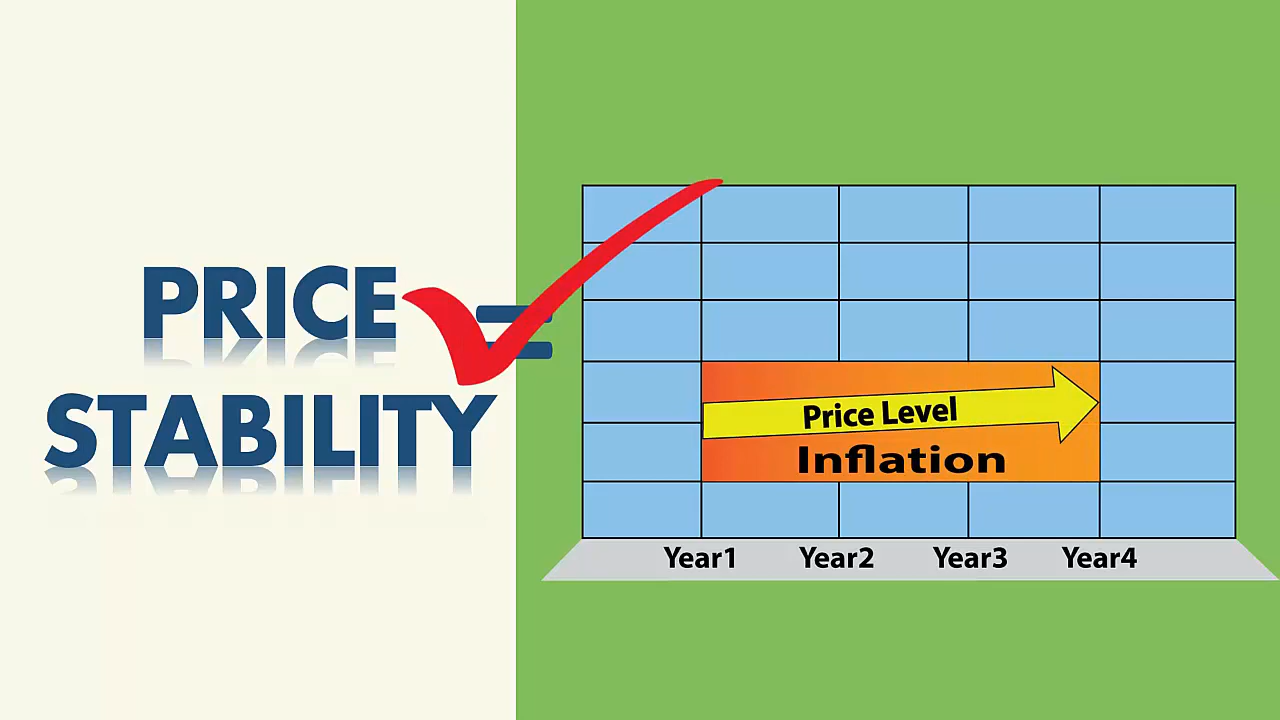 PRICE
STABILITY
=
Price Level
Inflation
Year1 Year2 Year3 Year4